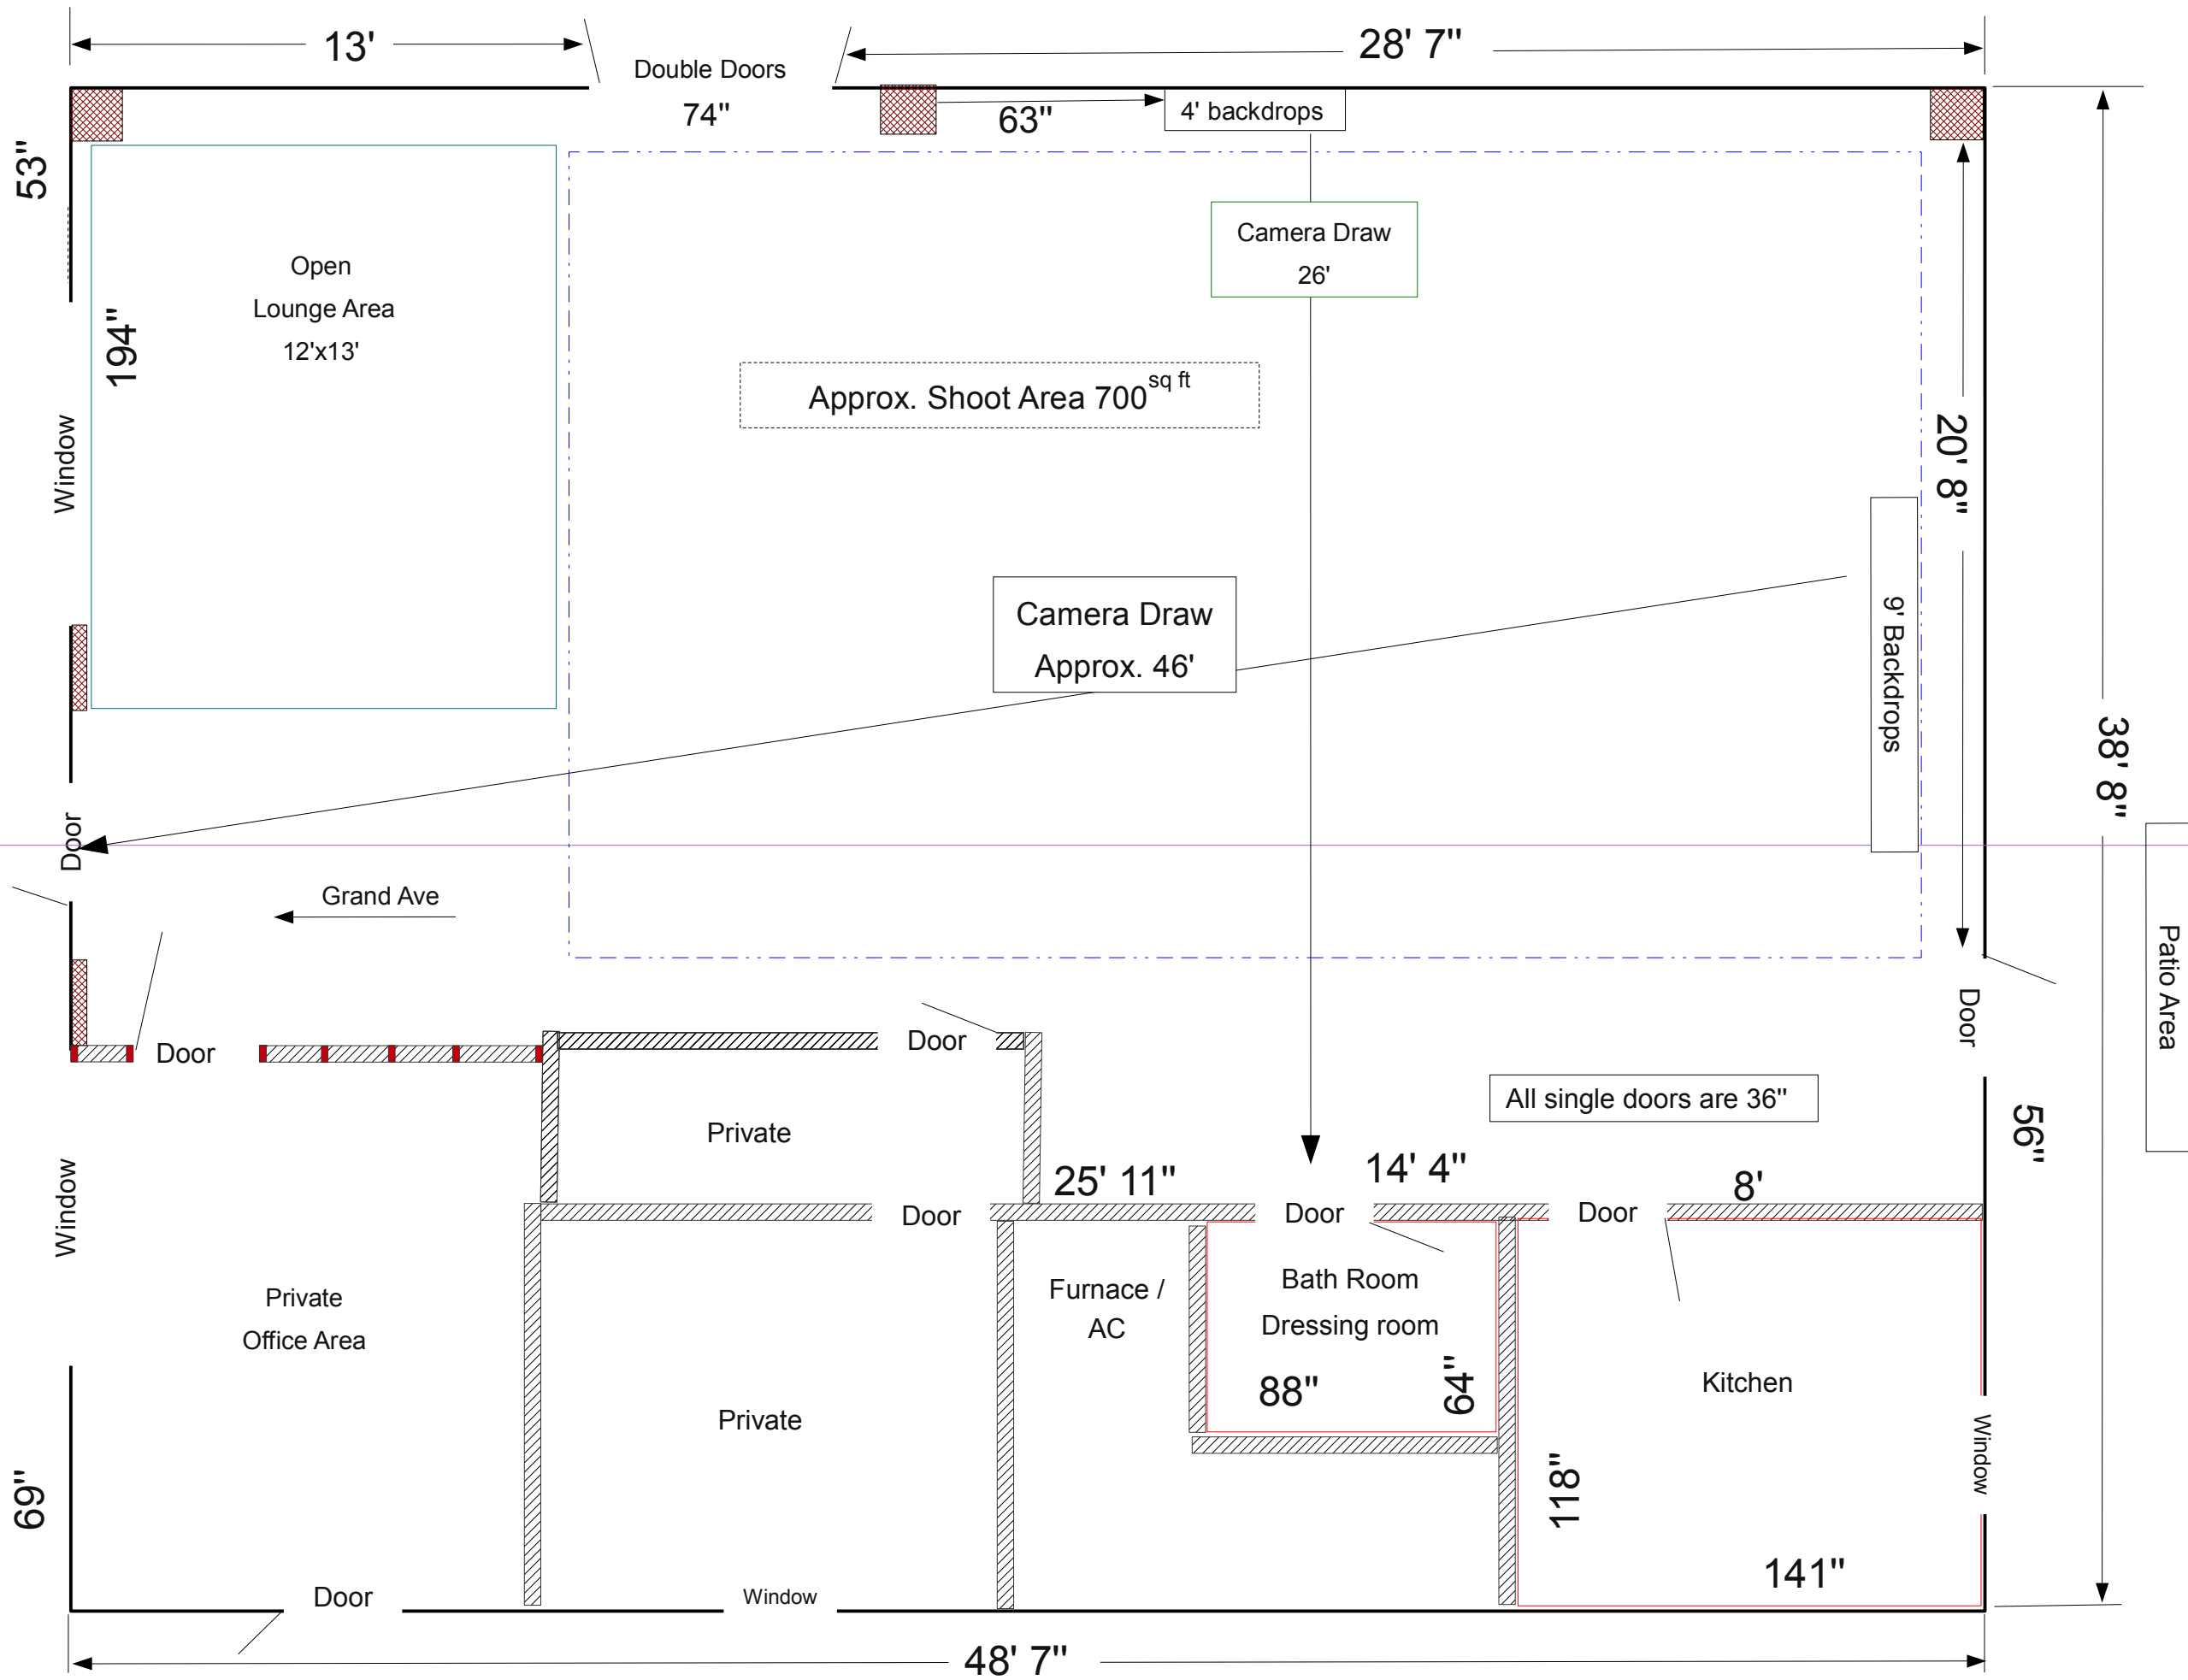 13'
28' 7"
Double Doors
74"
63"
4' backdrops
53"
Camera Draw
26'
Open
Lounge Area
12'x13'
194"
Approx. Shoot Area 700 sq ft
Window
20' 8"
Camera Draw
Approx. 46'
9' Backdrops
38' 8"
Door
Grand Ave
Patio Area
Door
Door
Door
All single doors are 36"
56"
Private
25' 11"
14' 4"
8'
Window
Door
Door
Door
Private
Office Area
Furnace /
AC
Bath Room
Dressing room
88"
64"
Kitchen
Private
Window
118"
69"
141"
Door
Window
48' 7"